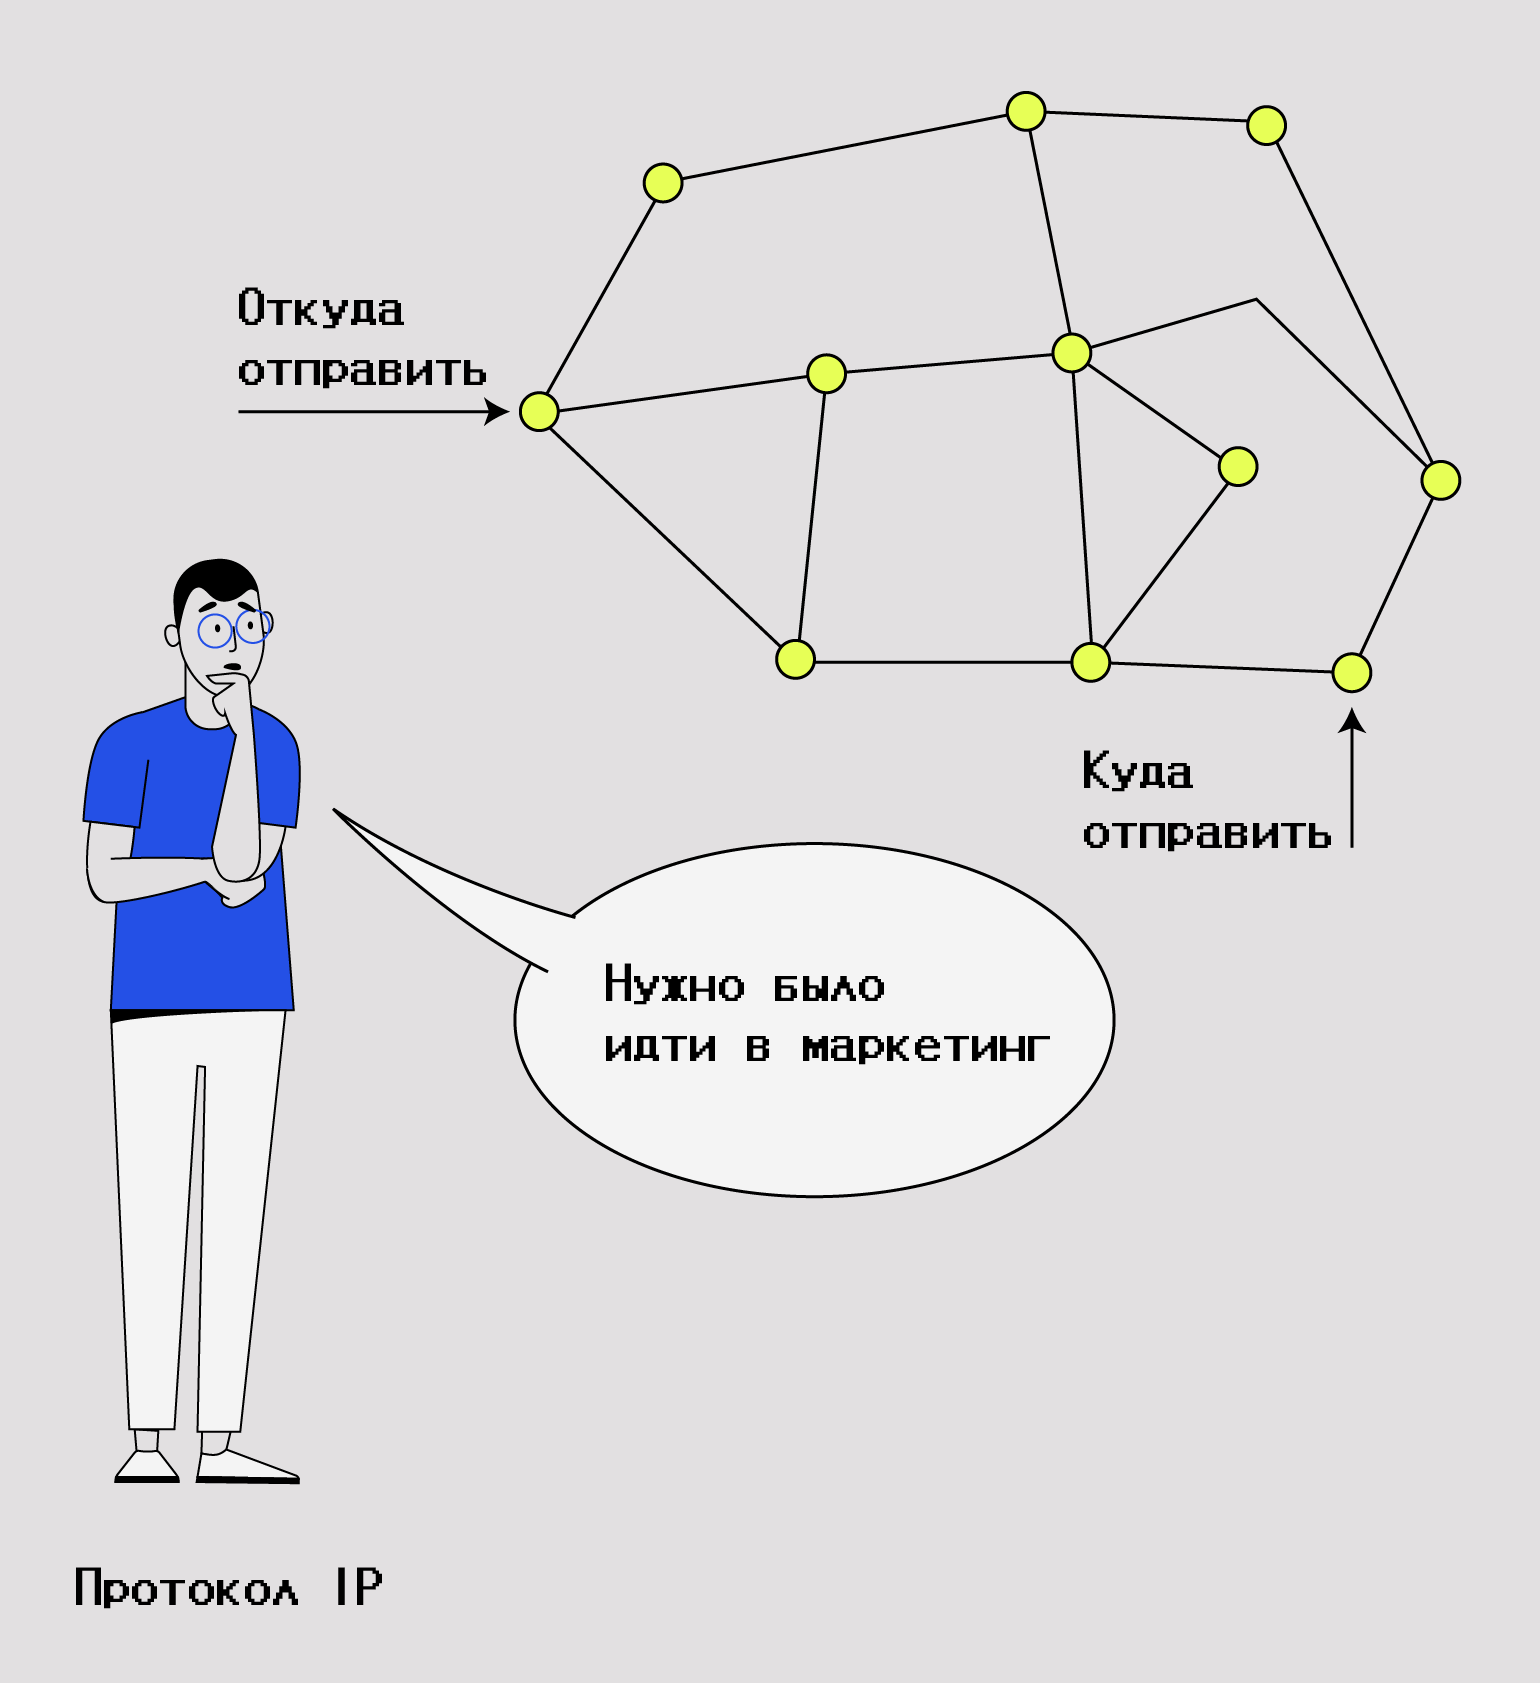 Откуда
отправить
Куда
отправить
Нужно было
идти в маркетинг
Протокол IP